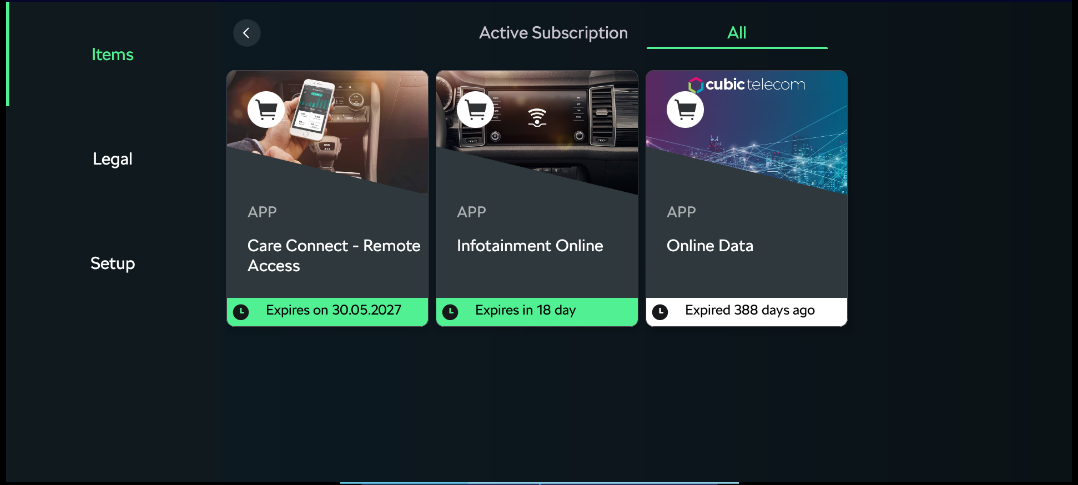 Items
Legal
Setup
Active Subscription
All
APP
Care Connect - Remote
Access
Expires on 30.05.2027
APP
Infotainment Online
Expires in 18 day
cubic telecom
APP
Online Data
Expired 388 days ago